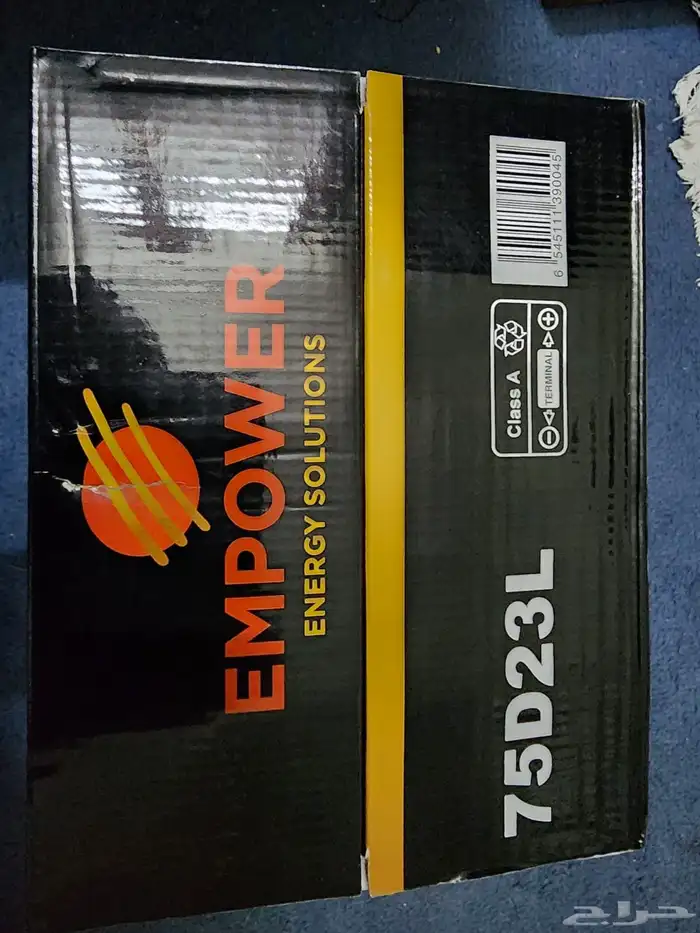 EMPOWER
ENERGY SOLUTIONS
75D23L
Class A
⊖ TERMINAL ⊕
6 545111 390045
حراج